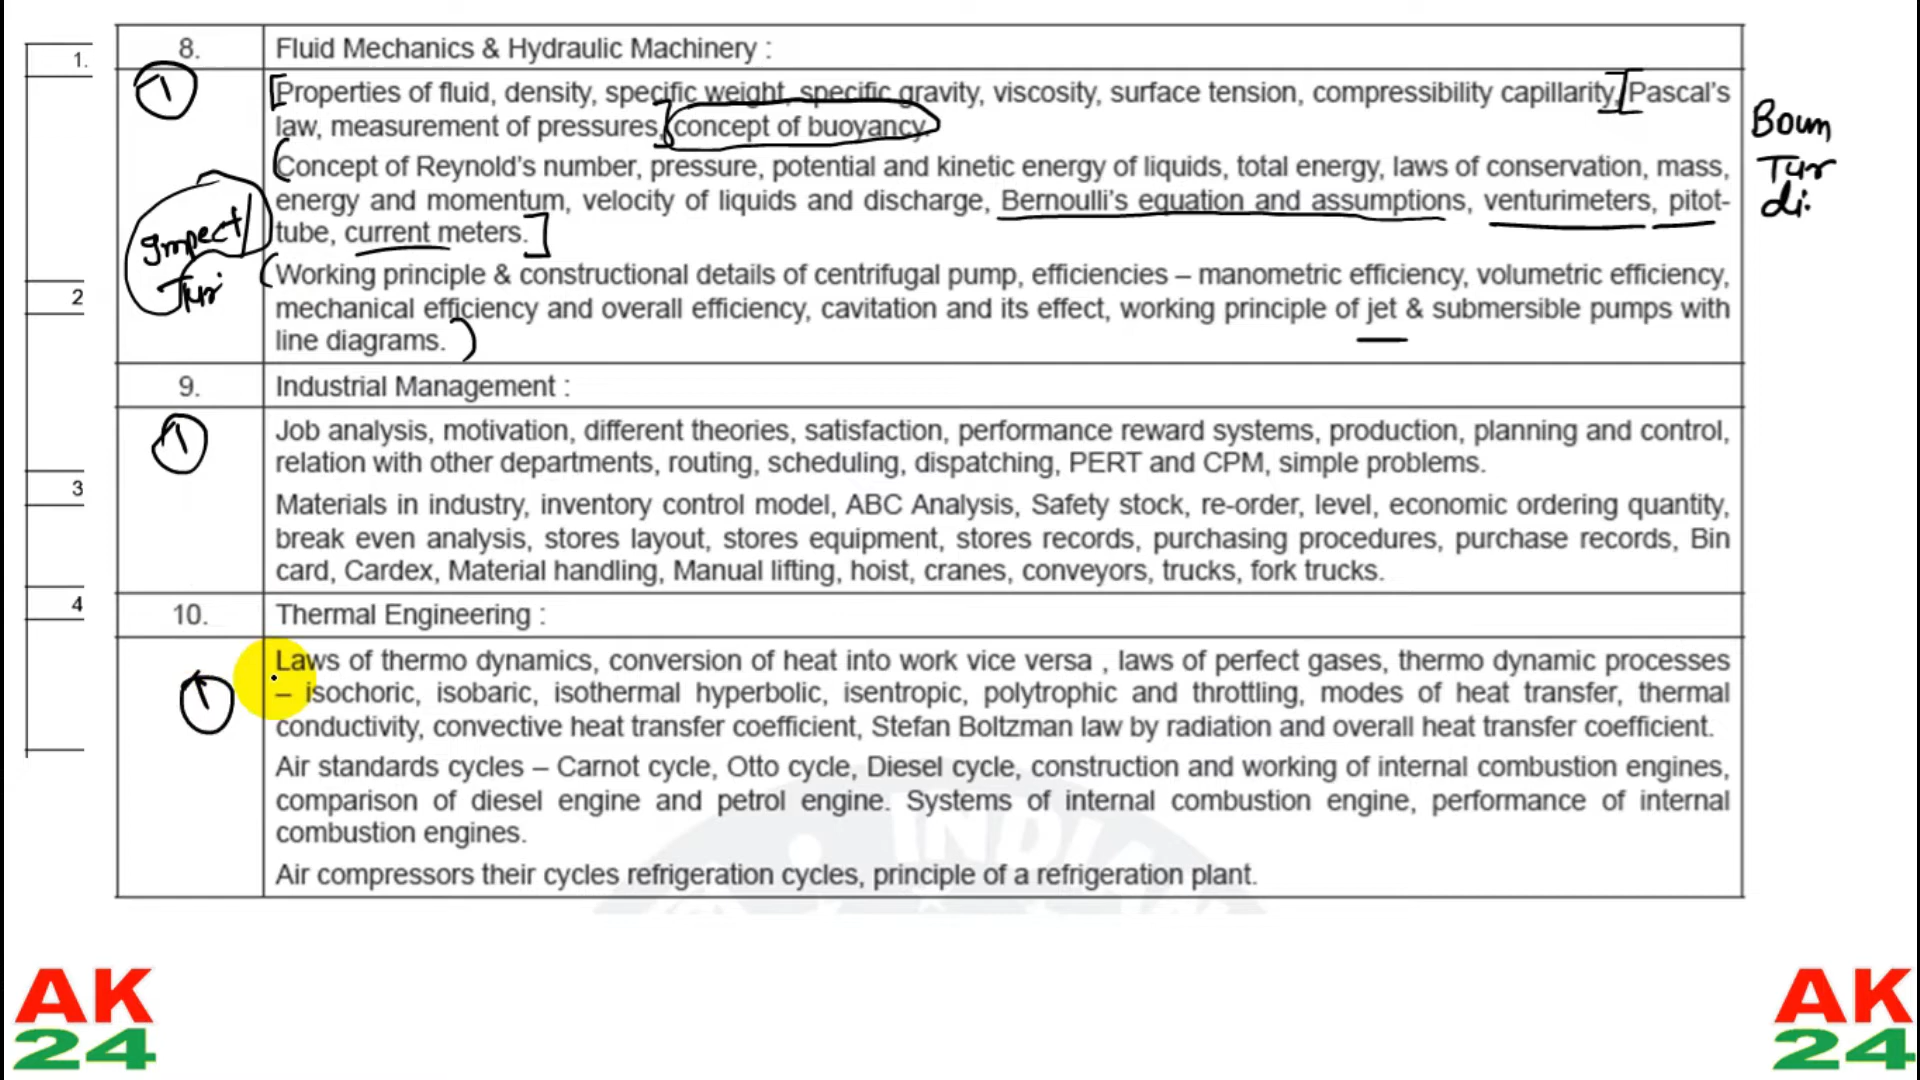 1.
2
3
4
8. Fluid Mechanics & Hydraulic Machinery :
1
Properties of fluid, density, specific weight, specific gravity, viscosity, surface tension, compressibility capillarity, Pascal's
law, measurement of pressures, concept of buoyancy.
Concept of Reynold's number, pressure, potential and kinetic energy of liquids, total energy, laws of conservation, mass,
energy and momentum, velocity of liquids and discharge, Bernoulli's equation and assumptions, venturimeters, pitot-
tube, current meters.
Working principle & constructional details of centrifugal pump, efficiencies – manometric efficiency, volumetric efficiency,
mechanical efficiency and overall efficiency, cavitation and its effect, working principle of jet & submersible pumps with
line diagrams.
Impect
Tur
Boun
Tur
di.
9. Industrial Management :
1
Job analysis, motivation, different theories, satisfaction, performance reward systems, production, planning and control,
relation with other departments, routing, scheduling, dispatching, PERT and CPM, simple problems.
Materials in industry, inventory control model, ABC Analysis, Safety stock, re-order, level, economic ordering quantity,
break even analysis, stores layout, stores equipment, stores records, purchasing procedures, purchase records, Bin
card, Cardex, Material handling, Manual lifting, hoist, cranes, conveyors, trucks, fork trucks.
10. Thermal Engineering :
1
Laws of thermo dynamics, conversion of heat into work vice versa , laws of perfect gases, thermo dynamic processes
– isochoric, isobaric, isothermal hyperbolic, isentropic, polytrophic and throttling, modes of heat transfer, thermal
conductivity, convective heat transfer coefficient, Stefan Boltzman law by radiation and overall heat transfer coefficient.
Air standards cycles – Carnot cycle, Otto cycle, Diesel cycle, construction and working of internal combustion engines,
comparison of diesel engine and petrol engine. Systems of internal combustion engine, performance of internal
combustion engines.
Air compressors their cycles refrigeration cycles, principle of a refrigeration plant.
INDIA
AK
24
AK
24